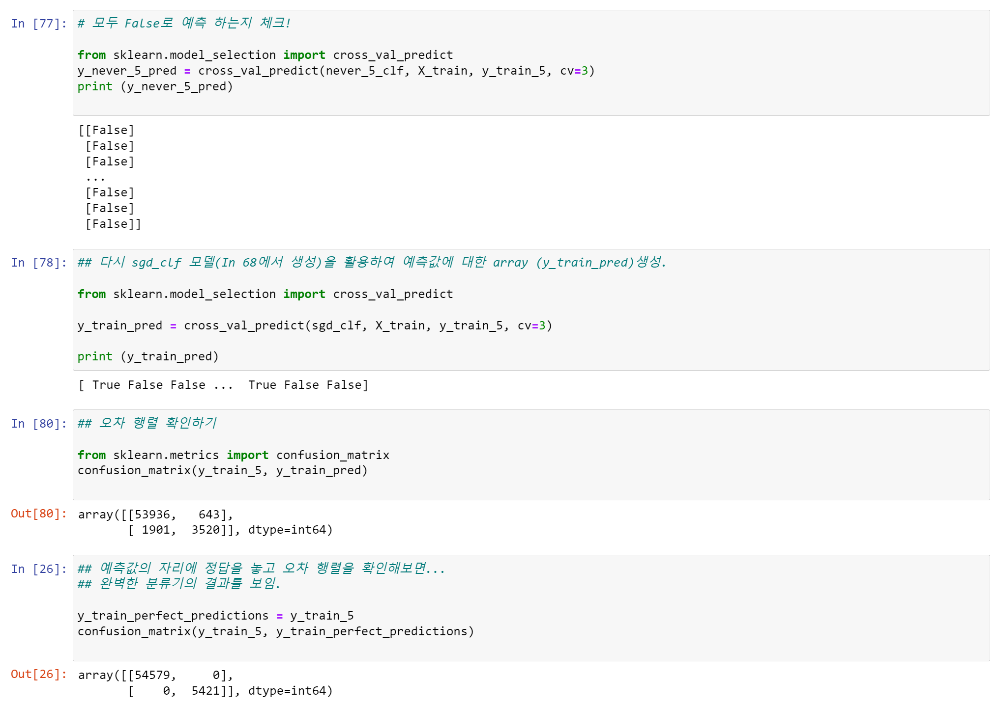 In [77]: # 모두 False로 예측 하는지 체크!
from sklearn.model_selection import cross_val_predict
y_never_5_pred = cross_val_predict(never_5_clf, X_train, y_train_5, cv=3)
print (y_never_5_pred)
[[False]
 [False]
 [False]
 ...
 [False]
 [False]
 [False]]
In [78]: ## 다시 sgd_clf 모델(In 68에서 생성)을 활용하여 예측값에 대한 array (y_train_pred)생성.
from sklearn.model_selection import cross_val_predict
y_train_pred = cross_val_predict(sgd_clf, X_train, y_train_5, cv=3)
print (y_train_pred)
[ True False False ...  True False False]
In [80]: ## 오차 행렬 확인하기
from sklearn.metrics import confusion_matrix
confusion_matrix(y_train_5, y_train_pred)
Out[80]: array([[53936,   643],
       [ 1901,  3520]], dtype=int64)
In [26]: ## 예측값의 자리에 정답을 놓고 오차 행렬을 확인해보면...
## 완벽한 분류기의 결과를 보임.
y_train_perfect_predictions = y_train_5
confusion_matrix(y_train_5, y_train_perfect_predictions)
Out[26]: array([[54579,     0],
       [    0,  5421]], dtype=int64)